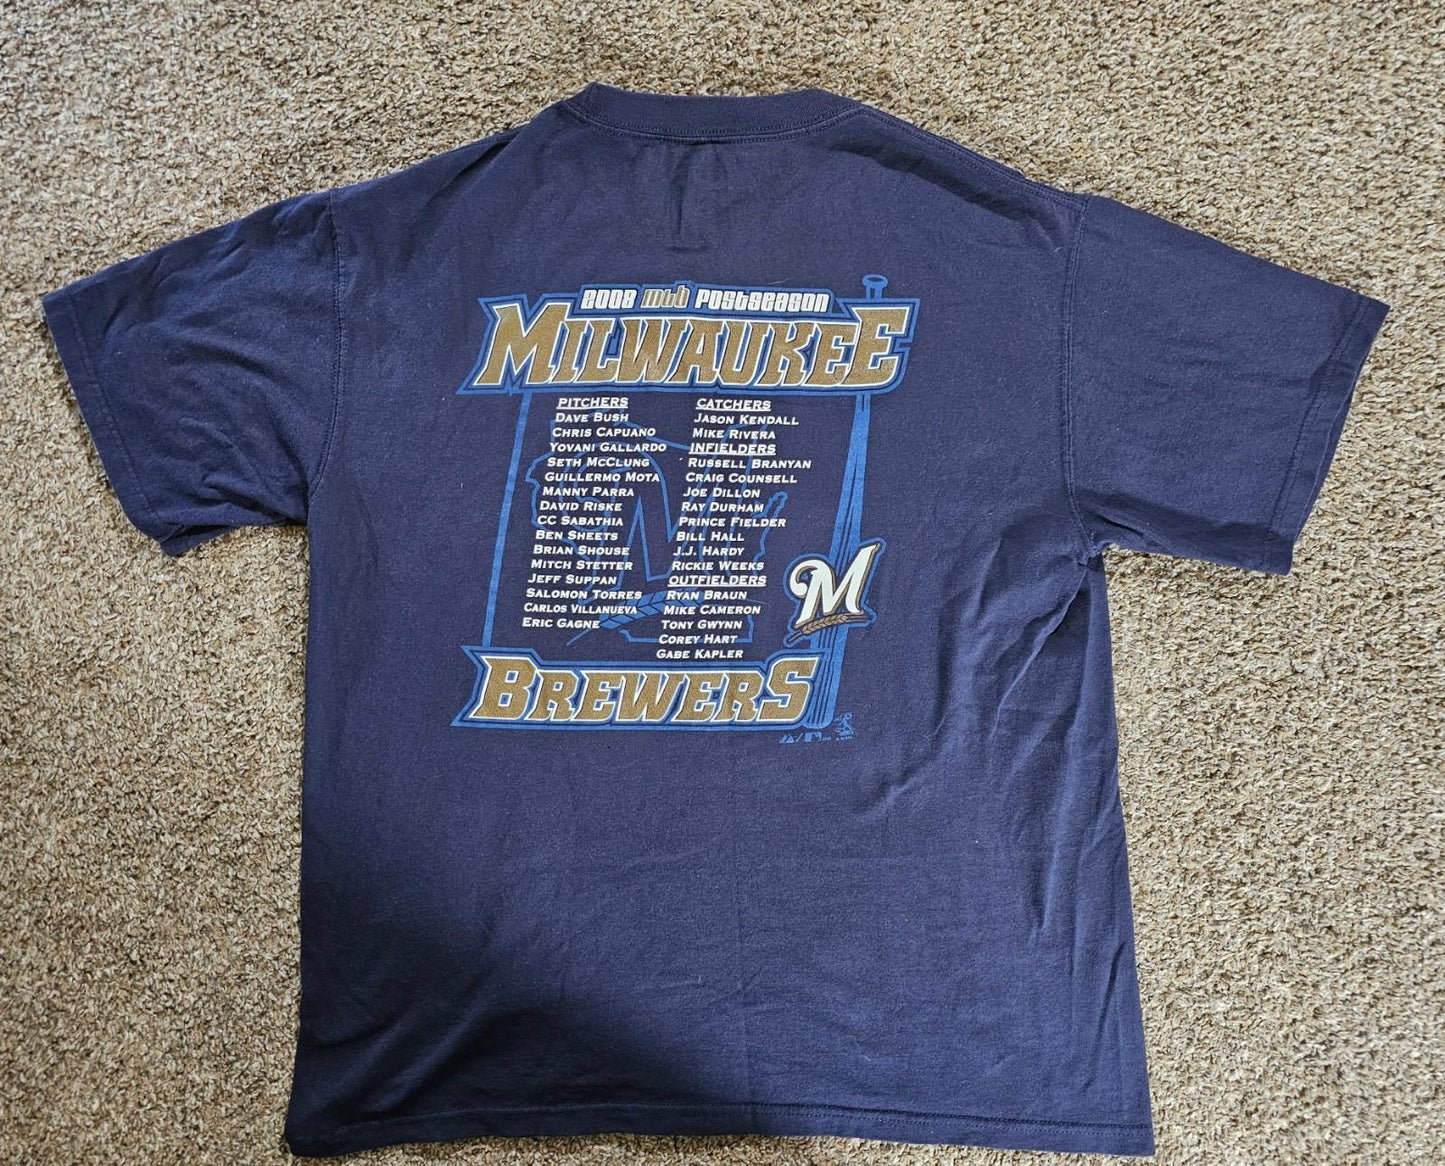 2008 MLB POSTSEASON
MILWAUKEE
PITCHERS
DAVE BUSH
CHRIS CAPUANO
YOVANI GALLARDO
SETH MCCLUNG
GUILLERMO MOTA
MANNY PARRA
DAVID RISKE
CC SABATHIA
BEN SHEETS
BRIAN SHOUSE
MITCH STETTER
JEFF SUPPAN
SALOMON TORRES
CARLOS VILLANUEVA
ERIC GAGNE
CATCHERS
JASON KENDALL
MIKE RIVERA
INFIELDERS
RUSSELL BRANYAN
CRAIG COUNSELL
JOE DILLON
RAY DURHAM
PRINCE FIELDER
BILL HALL
J.J. HARDY
RICKIE WEEKS
OUTFIELDERS
RYAN BRAUN
MIKE CAMERON
TONY GWYNN
COREY HART
GABE KAPLER
M
BREWERS